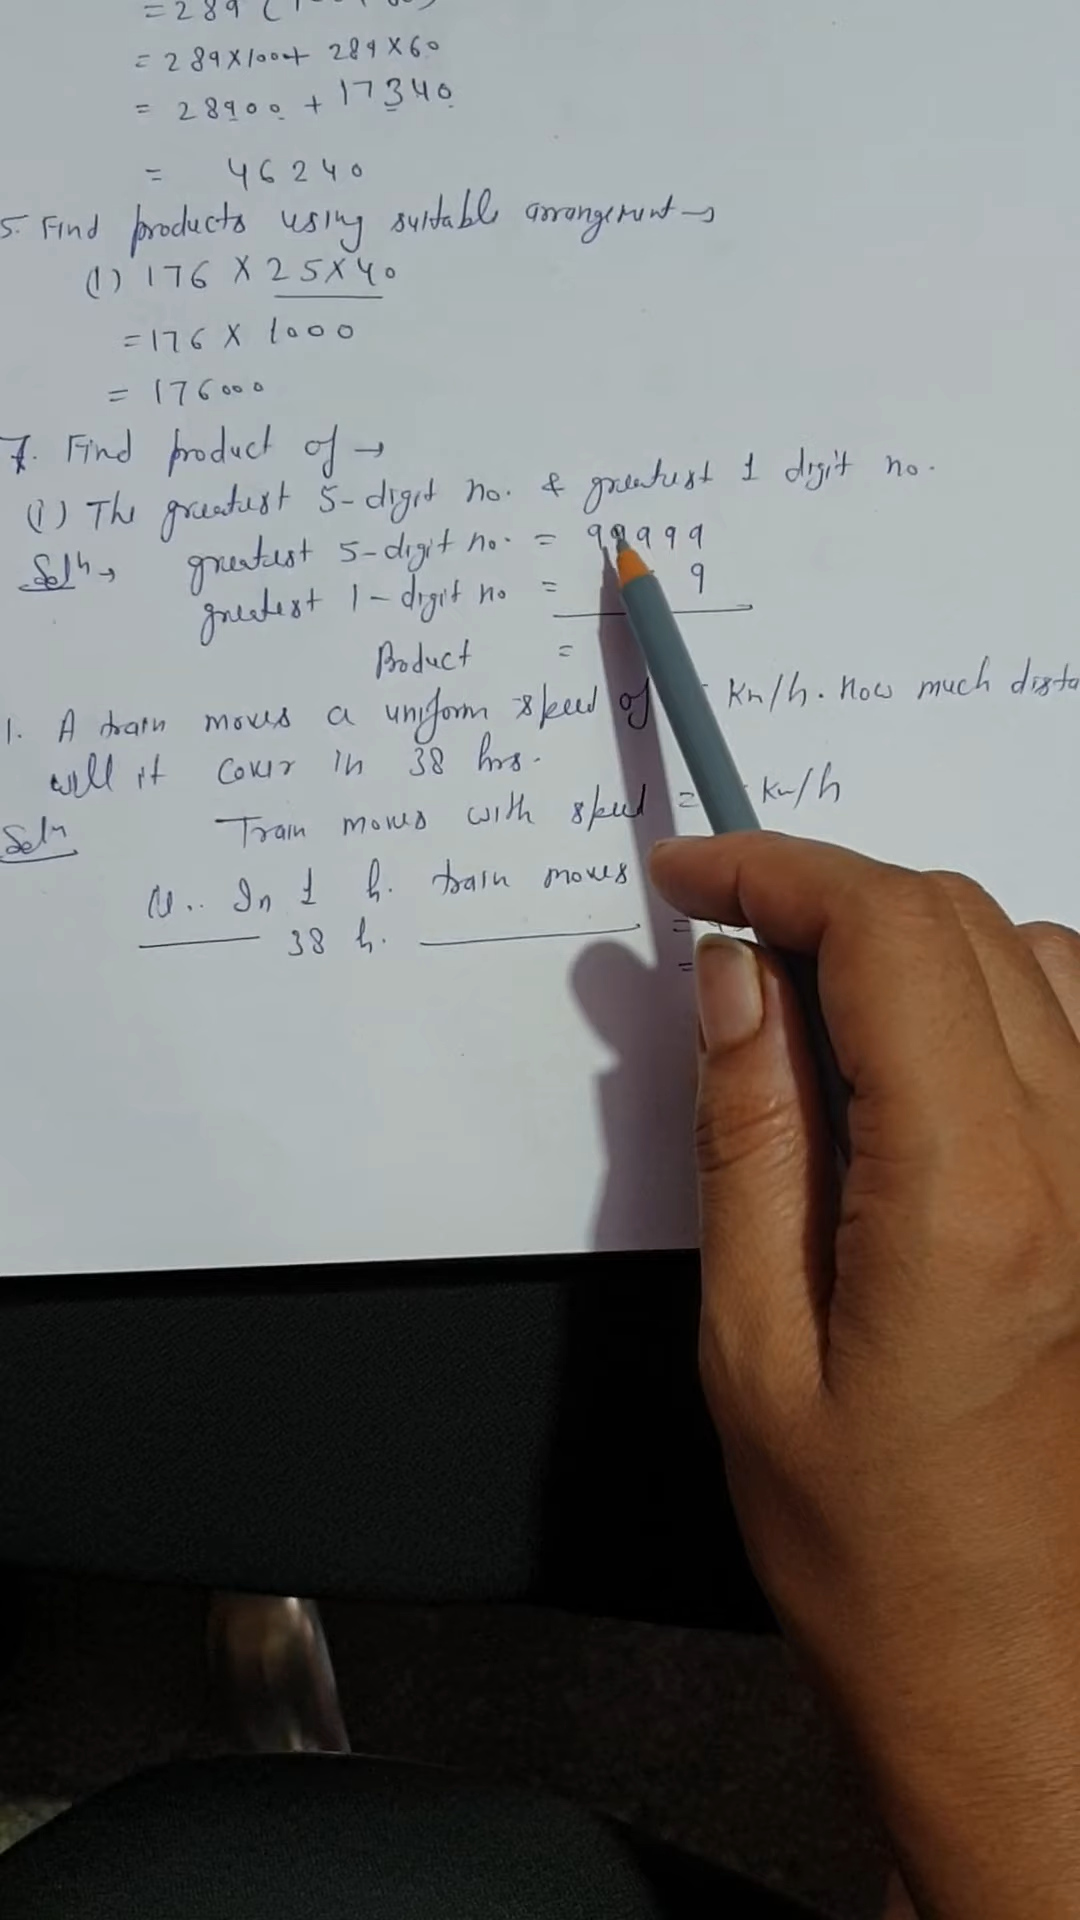 = 289 (
= 289 X 100 + 289 X 60
= 28900 + 17340
= 46240
5. Find products using suitable arrangement →
(1) 176 X 25 X 40
= 176 X 1000
= 176000
7. Find product of →
(i) The greatest 5-digit no. & greatest 1 digit no.
Solⁿ → greatest 5-digit no. = 99999
greatest 1-digit no = 9
Product =
1. A train moves a uniform speed of Km/h. How much dista
will it cover in 38 hrs.
Solⁿ Train moves with speed = Km/h
In 1 h. train moves
38 h. =
=